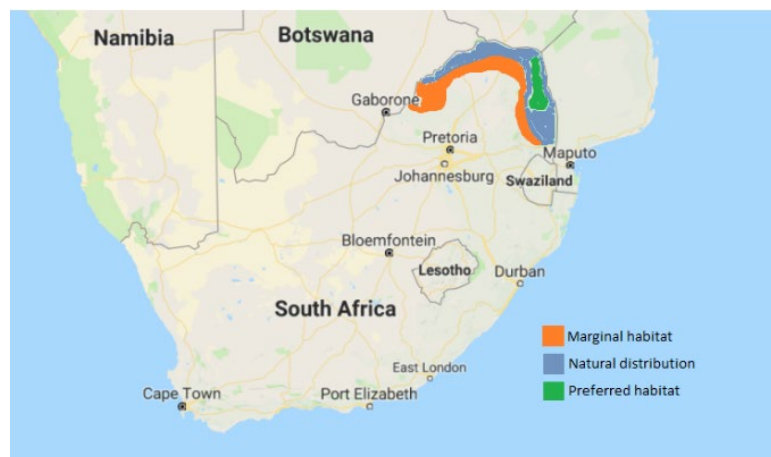 Namibia
Botswana
Gaborone
Pretoria
Johannesburg
Maputo
Swaziland
Bloemfontein
Lesotho
Durban
South Africa
Marginal habitat
Natural distribution
Preferred habitat
East London
Cape Town
Port Elizabeth